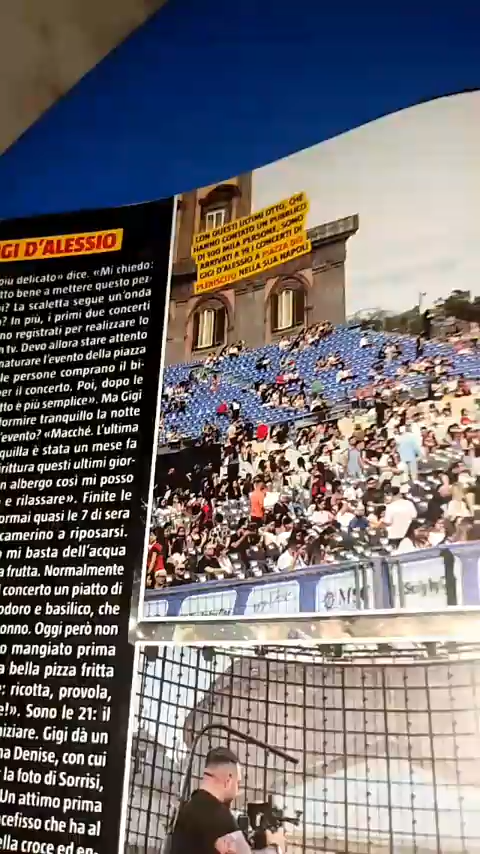 IGI D'ALESSIO
più delicato» dice. «Mi chiedo:
tto bene a mettere questo pez-
i? La scaletta segue un'onda
? In più, i primi due concerti
no registrati per realizzare lo
n tv. Devo allora stare attento
naturare l'evento della piazza
le persone comprano il bi-
per il concerto. Poi, dopo le
tto è più semplice». Ma Gigi
dormire tranquillo la notte
l'evento? «Macché. L'ultima
quilla è stata un mese fa
irittura questi ultimi gior-
n albergo così mi posso
e rilassare». Finite le
ormai quasi le 7 di sera
camerino a riposarsi.
o mi basta dell'acqua
a frutta. Normalmente
l concerto un piatto di
odoro e basilico, che
onno. Oggi però non
o mangiato prima
a bella pizza fritta
: ricotta, provola,
e!». Sono le 21: il
niziare. Gigi dà un
na Denise, con cui
la foto di Sorrisi,
Un attimo prima
cefisso che ha al
ella croce ed en-
CON QUESTI ULTIMI OTTO, CHE
HANNO CONTATO UN PUBBLICO
DI 100 MILA PERSONE, SONO
ARRIVATI A I CONCERTI DI
GIGI D'ALESSIO A PIAZZA DEL
PLEBISCITO NELLA SUA NAPOLI